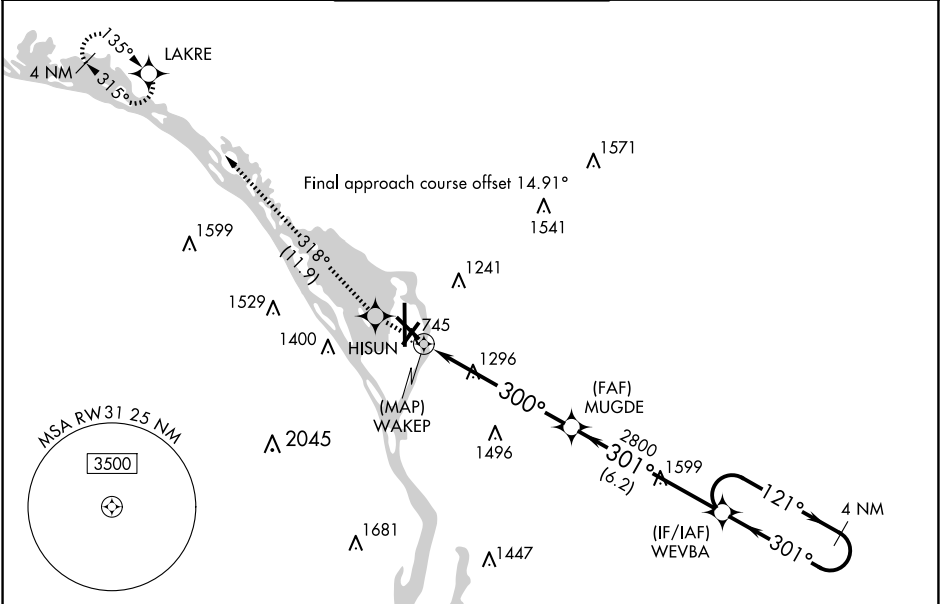 135°
LAKRE
4 NM
315°
1571
Final approach course offset 14.91°
1541
1599
318°
(11.9)
1241
1529
745
1400
HISUN
1296
(MAP)
WAKEP
300°
(FAF)
MUGDE
MSA RW31 25 NM
3500
2045
1496
2800
301°
(6.2)
1599
121°
4 NM
(IF/IAF)
WEVBA
301°
1681
1447